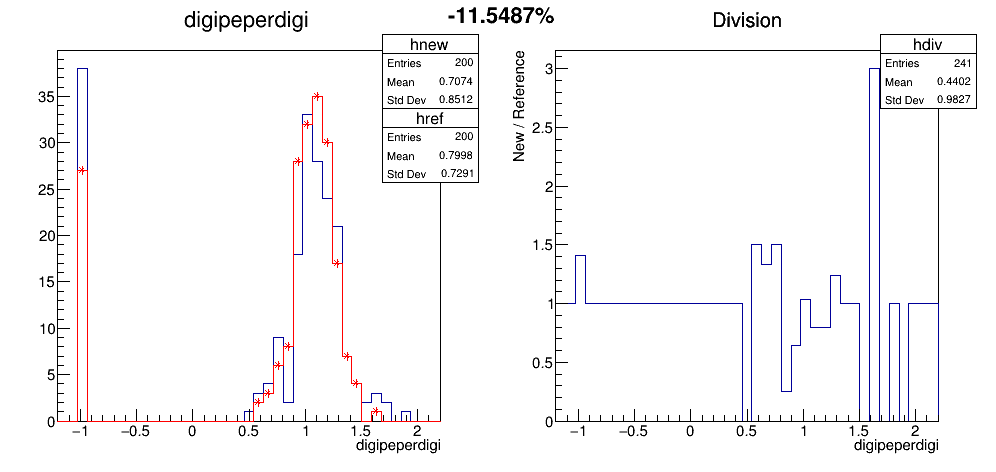 digipeperdigi
-11.5487%
Division
hnew
Entries 200
Mean 0.7074
Std Dev 0.8512
href
Entries 200
Mean 0.7998
Std Dev 0.7291
35
30
25
20
15
10
5
0
−1 −0.5 0 0.5 1 1.5 2
digipeperdigi
hdiv
Entries 241
Mean 0.4402
Std Dev 0.9827
New / Reference
3
2.5
2
1.5
1
0.5
0
−1 −0.5 0 0.5 1 1.5 2
digipeperdigi